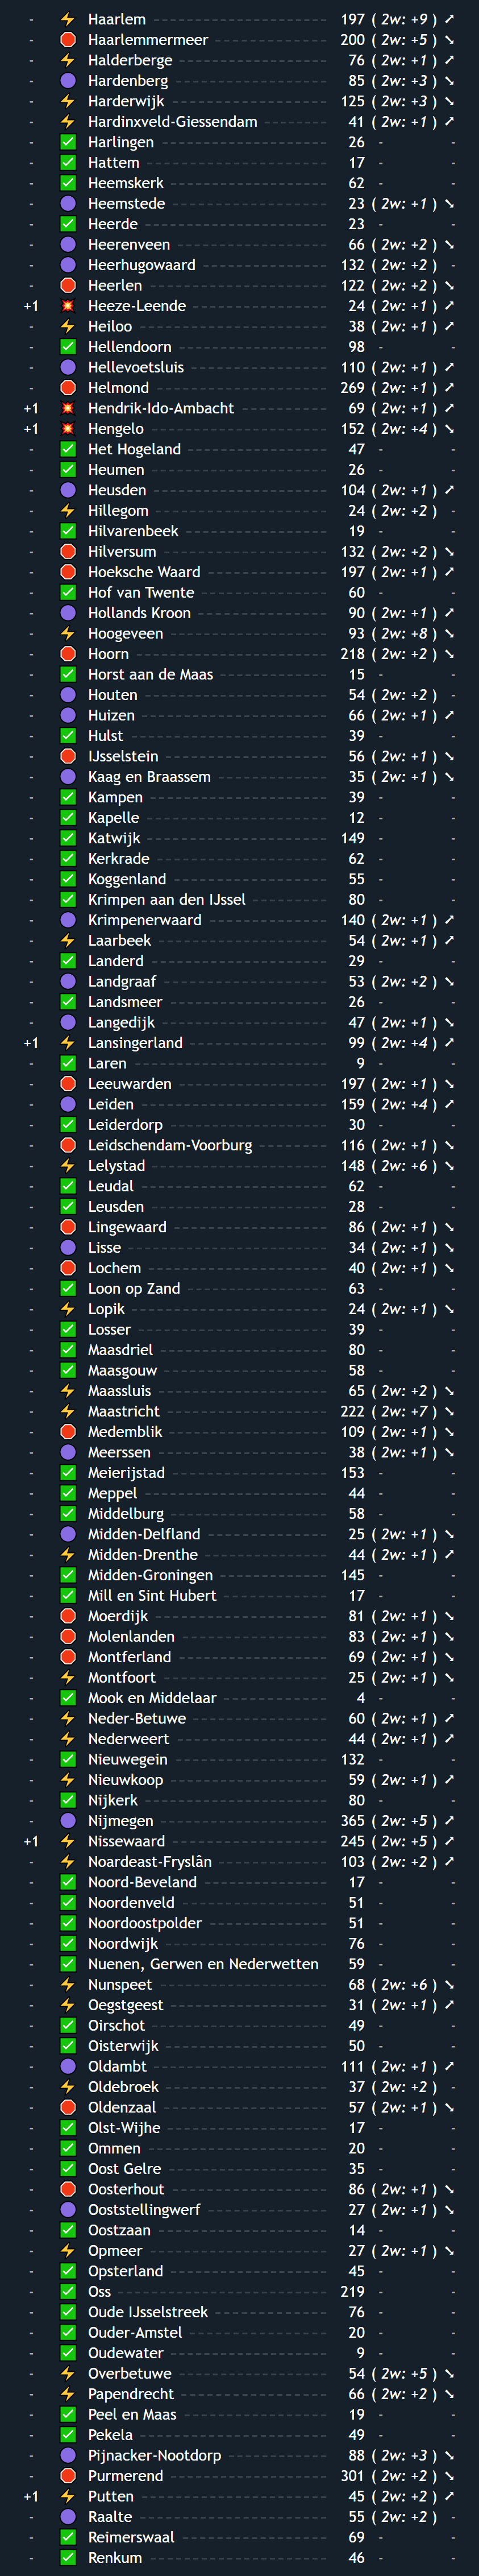 - ⚡ Haarlem 197 ( 2w: +9 ) ↗
- 🛑 Haarlemmermeer 200 ( 2w: +5 ) ↘
- ⚡ Halderberge 76 ( 2w: +1 ) ↗
- 🟣 Hardenberg 85 ( 2w: +3 ) ↘
- ⚡ Harderwijk 125 ( 2w: +3 ) ↘
- ⚡ Hardinxveld-Giessendam 41 ( 2w: +1 ) ↗
- ✅ Harlingen 26 - -
- ✅ Hattem 17 - -
- ✅ Heemskerk 62 - -
- 🟣 Heemstede 23 ( 2w: +1 ) ↘
- ✅ Heerde 23 - -
- 🟣 Heerenveen 66 ( 2w: +2 ) ↘
- 🟣 Heerhugowaard 132 ( 2w: +2 ) -
- 🛑 Heerlen 122 ( 2w: +2 ) ↘
+1 💥 Heeze-Leende 24 ( 2w: +1 ) ↗
- ⚡ Heiloo 38 ( 2w: +1 ) ↗
- ✅ Hellendoorn 98 - -
- 🟣 Hellevoetsluis 110 ( 2w: +1 ) ↗
- 🛑 Helmond 269 ( 2w: +1 ) ↗
+1 💥 Hendrik-Ido-Ambacht 69 ( 2w: +1 ) ↗
+1 💥 Hengelo 152 ( 2w: +4 ) ↘
- ✅ Het Hogeland 47 - -
- ✅ Heumen 26 - -
- 🟣 Heusden 104 ( 2w: +1 ) ↗
- ⚡ Hillegom 24 ( 2w: +2 ) -
- ✅ Hilvarenbeek 19 - -
- 🛑 Hilversum 132 ( 2w: +2 ) ↘
- 🛑 Hoeksche Waard 197 ( 2w: +1 ) ↗
- ✅ Hof van Twente 60 - -
- 🟣 Hollands Kroon 90 ( 2w: +1 ) ↗
- ⚡ Hoogeveen 93 ( 2w: +8 ) ↘
- 🛑 Hoorn 218 ( 2w: +2 ) ↘
- ✅ Horst aan de Maas 15 - -
- 🟣 Houten 54 ( 2w: +2 ) -
- 🟣 Huizen 66 ( 2w: +1 ) ↗
- ✅ Hulst 39 - -
- 🛑 IJsselstein 56 ( 2w: +1 ) ↘
- 🟣 Kaag en Braassem 35 ( 2w: +1 ) ↘
- ✅ Kampen 39 - -
- ✅ Kapelle 12 - -
- ✅ Katwijk 149 - -
- ✅ Kerkrade 62 - -
- ✅ Koggenland 55 - -
- ✅ Krimpen aan den IJssel 80 - -
- 🟣 Krimpenerwaard 140 ( 2w: +1 ) ↗
- ⚡ Laarbeek 54 ( 2w: +1 ) ↗
- ✅ Landerd 29 - -
- 🟣 Landgraaf 53 ( 2w: +2 ) ↘
- ✅ Landsmeer 26 - -
- 🟣 Langedijk 47 ( 2w: +1 ) ↘
+1 ⚡ Lansingerland 99 ( 2w: +4 ) ↗
- ✅ Laren 9 - -
- 🛑 Leeuwarden 197 ( 2w: +1 ) ↘
- 🟣 Leiden 159 ( 2w: +4 ) ↗
- ✅ Leiderdorp 30 - -
- 🛑 Leidschendam-Voorburg 116 ( 2w: +1 ) ↘
- ⚡ Lelystad 148 ( 2w: +6 ) ↘
- ✅ Leudal 62 - -
- ✅ Leusden 28 - -
- 🛑 Lingewaard 86 ( 2w: +1 ) ↘
- 🟣 Lisse 34 ( 2w: +1 ) ↘
- 🛑 Lochem 40 ( 2w: +1 ) ↘
- ✅ Loon op Zand 63 - -
- ⚡ Lopik 24 ( 2w: +1 ) ↘
- ✅ Losser 39 - -
- ✅ Maasdriel 80 - -
- ✅ Maasgouw 58 - -
- ⚡ Maassluis 65 ( 2w: +2 ) ↘
- ⚡ Maastricht 222 ( 2w: +7 ) ↘
- 🛑 Medemblik 109 ( 2w: +1 ) ↘
- 🟣 Meerssen 38 ( 2w: +1 ) ↘
- ✅ Meierijstad 153 - -
- ✅ Meppel 44 - -
- ✅ Middelburg 58 - -
- 🟣 Midden-Delfland 25 ( 2w: +1 ) ↘
- ⚡ Midden-Drenthe 44 ( 2w: +1 ) ↗
- ✅ Midden-Groningen 145 - -
- ✅ Mill en Sint Hubert 17 - -
- 🛑 Moerdijk 81 ( 2w: +1 ) ↘
- 🛑 Molenlanden 83 ( 2w: +1 ) ↘
- 🛑 Montferland 69 ( 2w: +1 ) ↘
- ⚡ Montfoort 25 ( 2w: +1 ) ↘
- ✅ Mook en Middelaar 4 - -
- ⚡ Neder-Betuwe 60 ( 2w: +1 ) ↗
- ⚡ Nederweert 44 ( 2w: +1 ) ↗
- ✅ Nieuwegein 132 - -
- ⚡ Nieuwkoop 59 ( 2w: +1 ) ↗
- ✅ Nijkerk 80 - -
- 🟣 Nijmegen 365 ( 2w: +5 ) ↗
+1 ⚡ Nissewaard 245 ( 2w: +5 ) ↗
- ⚡ Noardeast-Fryslân 103 ( 2w: +2 ) ↗
- ✅ Noord-Beveland 17 - -
- ✅ Noordenveld 51 - -
- ✅ Noordoostpolder 51 - -
- ✅ Noordwijk 76 - -
- ✅ Nuenen, Gerwen en Nederwetten 59 - -
- ⚡ Nunspeet 68 ( 2w: +6 ) ↘
- ⚡ Oegstgeest 31 ( 2w: +1 ) ↗
- ✅ Oirschot 49 - -
- ✅ Oisterwijk 50 - -
- 🟣 Oldambt 111 ( 2w: +1 ) ↗
- ⚡ Oldebroek 37 ( 2w: +2 ) -
- 🛑 Oldenzaal 57 ( 2w: +1 ) ↘
- ✅ Olst-Wijhe 17 - -
- ✅ Ommen 20 - -
- ✅ Oost Gelre 35 - -
- 🛑 Oosterhout 86 ( 2w: +1 ) ↘
- 🟣 Ooststellingwerf 27 ( 2w: +1 ) ↘
- ✅ Oostzaan 14 - -
- ⚡ Opmeer 27 ( 2w: +1 ) ↘
- ✅ Opsterland 45 - -
- ✅ Oss 219 - -
- ✅ Oude IJsselstreek 76 - -
- ✅ Ouder-Amstel 20 - -
- ✅ Oudewater 9 - -
- ⚡ Overbetuwe 54 ( 2w: +5 ) ↘
- ⚡ Papendrecht 66 ( 2w: +2 ) ↘
- ✅ Peel en Maas 19 - -
- ✅ Pekela 49 - -
- 🟣 Pijnacker-Nootdorp 88 ( 2w: +3 ) ↘
- 🛑 Purmerend 301 ( 2w: +2 ) ↘
+1 ⚡ Putten 45 ( 2w: +2 ) ↗
- 🟣 Raalte 55 ( 2w: +2 ) -
- ✅ Reimerswaal 69 - -
- ✅ Renkum 46 - -